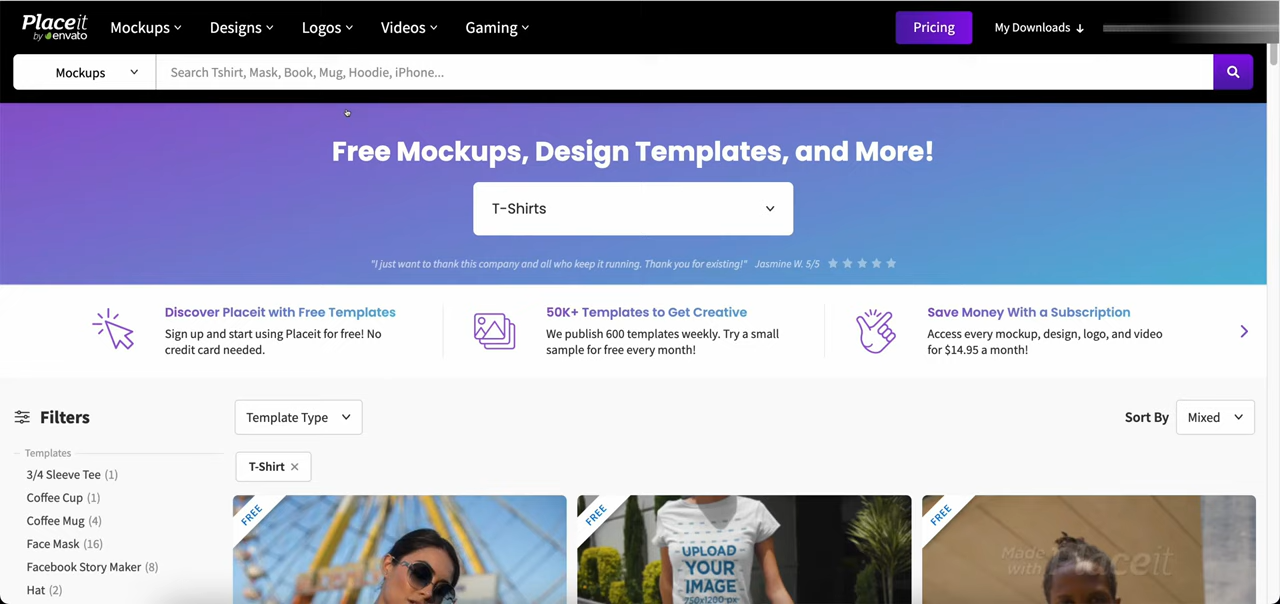 Placeit
by envato
Mockups
Designs
Logos
Videos
Gaming
Pricing
My Downloads
Mockups
Search Tshirt, Mask, Book, Mug, Hoodie, iPhone...
Free Mockups, Design Templates, and More!
T-Shirts
"I just want to thank this company and all who keep it running. Thank you for existing!" Jasmine W. 5/5
Discover Placeit with Free Templates
Sign up and start using Placeit for free! No
credit card needed.
50K+ Templates to Get Creative
We publish 600 templates weekly. Try a small
sample for free every month!
Save Money With a Subscription
Access every mockup, design, logo, and video
for $14.95 a month!
Filters
Template Type
Sort By
Mixed
Templates
T-Shirt
3/4 Sleeve Tee (1)
Coffee Cup (1)
Coffee Mug (4)
Face Mask (16)
Facebook Story Maker (8)
Hat (2)
FREE
FREE
UPLOAD
YOUR
IMAGE
750x1200 px
FREE
Made
with Placeit